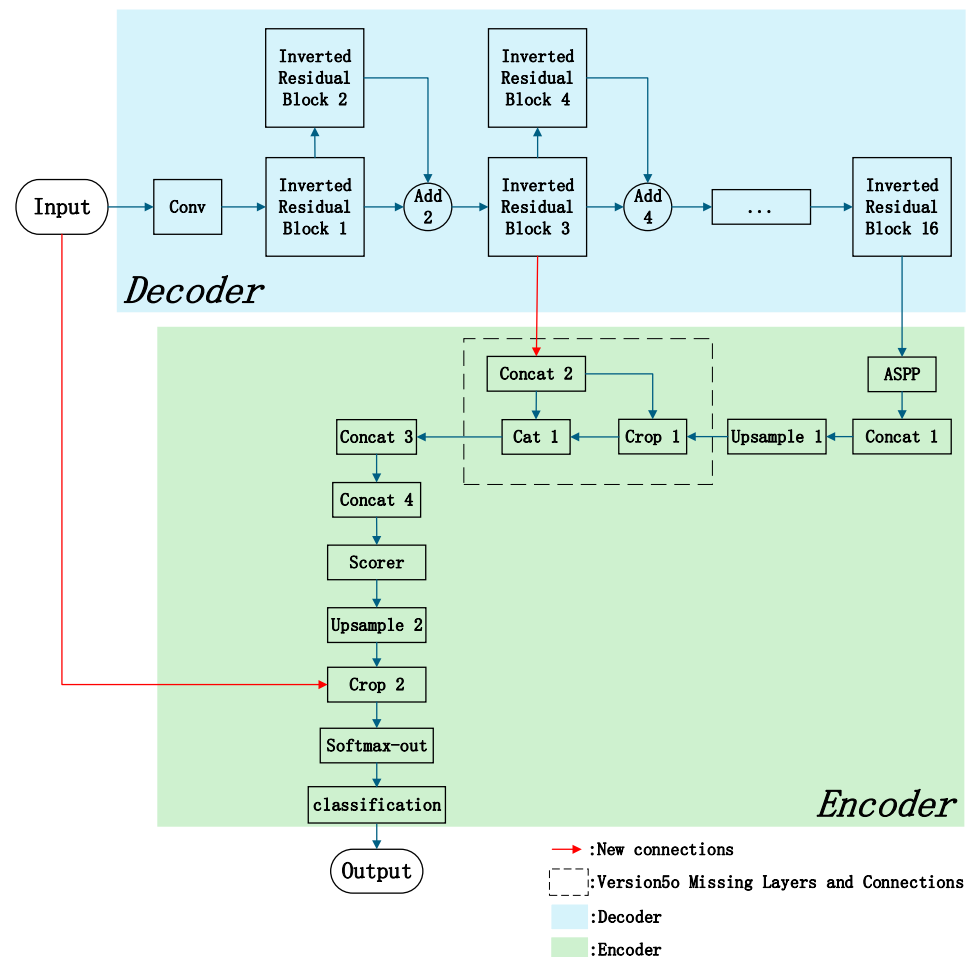 Inverted
Residual
Block 2
Inverted
Residual
Block 4
Input
Conv
Inverted
Residual
Block 1
Add
2
Inverted
Residual
Block 3
Add
4
...
Inverted
Residual
Block 16
Decoder
Concat 2
ASPP
Concat 3
Cat 1
Crop 1
Upsample 1
Concat 1
Concat 4
Scorer
Upsample 2
Crop 2
Softmax-out
classification
Encoder
Output
:New connections
:Version5o Missing Layers and Connections
:Decoder
:Encoder